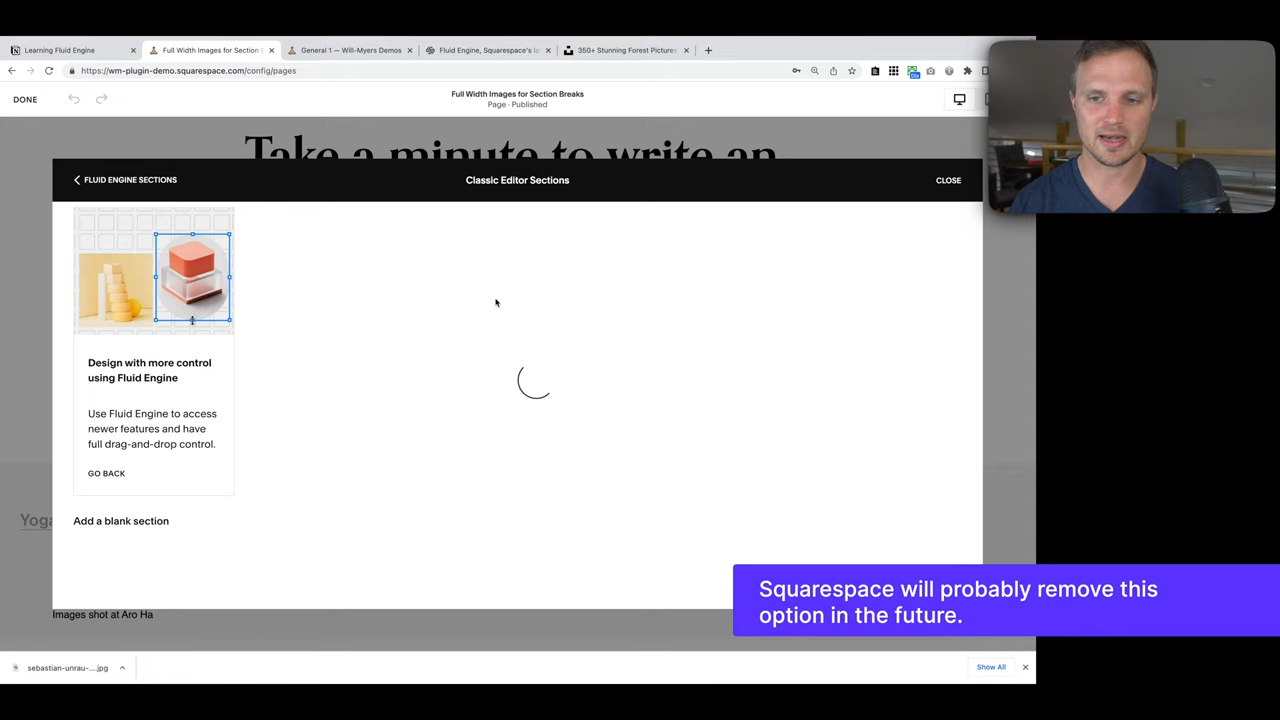 Learning Fluid Engine
Full Width Images for Section
General 1 — Will-Myers Demos
Fluid Engine, Squarespace's
350+ Stunning Forest Pictures
https://wm-plugin-demo.squarespace.com/config/pages
DONE
Full Width Images for Section Breaks
Page · Published
Take a minute to write an
FLUID ENGINE SECTIONS
Classic Editor Sections
CLOSE
Design with more control
using Fluid Engine
Use Fluid Engine to access
newer features and have
full drag-and-drop control.
GO BACK
Yoga
Add a blank section
Squarespace will probably remove this
option in the future.
Images shot at Aro Ha
sebastian-unrau-....jpg
Show All